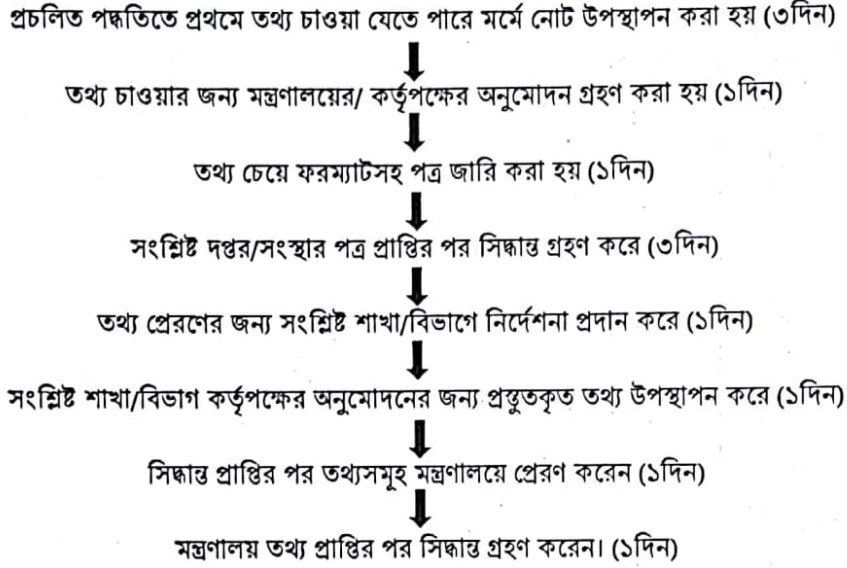 প্রচলিত পদ্ধতিতে প্রথমে তথ্য চাওয়া যেতে পারে মর্মে নোট উপস্থাপন করা হয় (৩দিন)
তথ্য চাওয়ার জন্য মন্ত্রণালয়ের/ কর্তৃপক্ষের অনুমোদন গ্রহণ করা হয় (১দিন)
তথ্য চেয়ে ফরম্যাটসহ পত্র জারি করা হয় (১দিন)
সংশ্লিষ্ট দপ্তর/সংস্থার পত্র প্রাপ্তির পর সিদ্ধান্ত গ্রহণ করে (৩দিন)
তথ্য প্রেরণের জন্য সংশ্লিষ্ট শাখা/বিভাগে নির্দেশনা প্রদান করে (১দিন)
সংশ্লিষ্ট শাখা/বিভাগ কর্তৃপক্ষের অনুমোদনের জন্য প্রস্তুতকৃত তথ্য উপস্থাপন করে (১দিন)
সিদ্ধান্ত প্রাপ্তির পর তথ্যসমূহ মন্ত্রণালয়ে প্রেরণ করেন (১দিন)
মন্ত্রণালয় তথ্য প্রাপ্তির পর সিদ্ধান্ত গ্রহণ করেন। (১দিন)